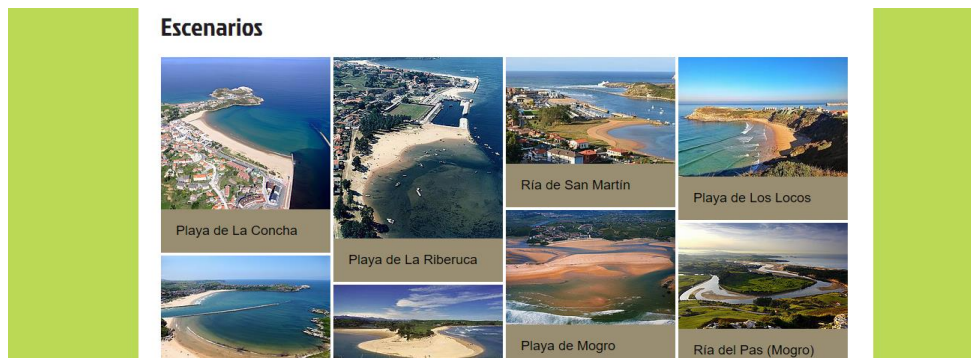 Escenarios
Playa de La Concha
Playa de La Riberuca
Ría de San Martín
Playa de Los Locos
Playa de Mogro
Ría del Pas (Mogro)